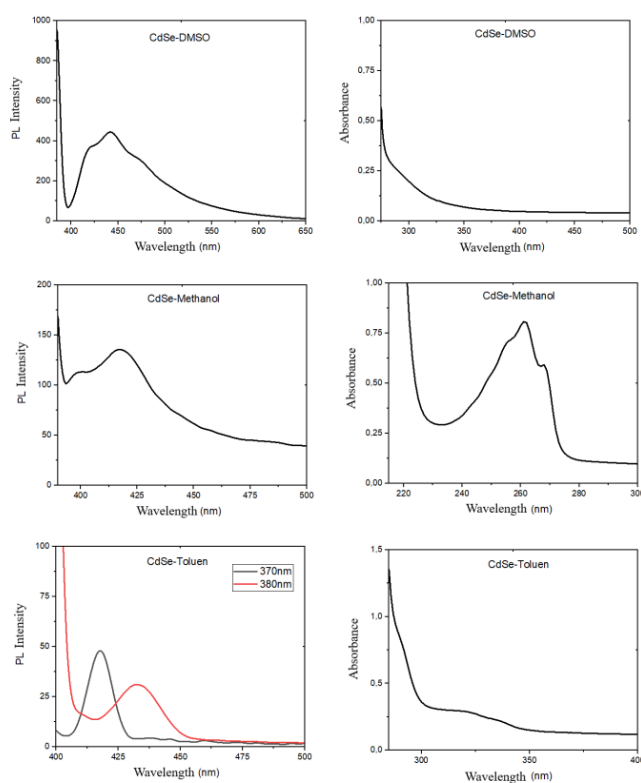 CdSe-DMSO
PL Intensity
1000
800
600
400
200
0
400 450 500 550 600 650
Wavelength (nm)
CdSe-DMSO
Absorbance
1.00
0.75
0.50
0.25
0.00
300 350 400 450 500
Wavelength (nm)
CdSe-Methanol
PL Intensity
200
150
100
50
0
400 425 450 475 500
Wavelength (nm)
CdSe-Methanol
Absorbance
1.00
0.75
0.50
0.25
0.00
220 240 260 280 300
Wavelength (nm)
CdSe-Toluen
370nm
380nm
PL Intensity
100
75
50
25
0
400 425 450 475 500
Wavelength (nm)
CdSe-Toluen
Absorbance
1,5
1,0
0,5
0,0
300 350 400
Wavelength (nm)